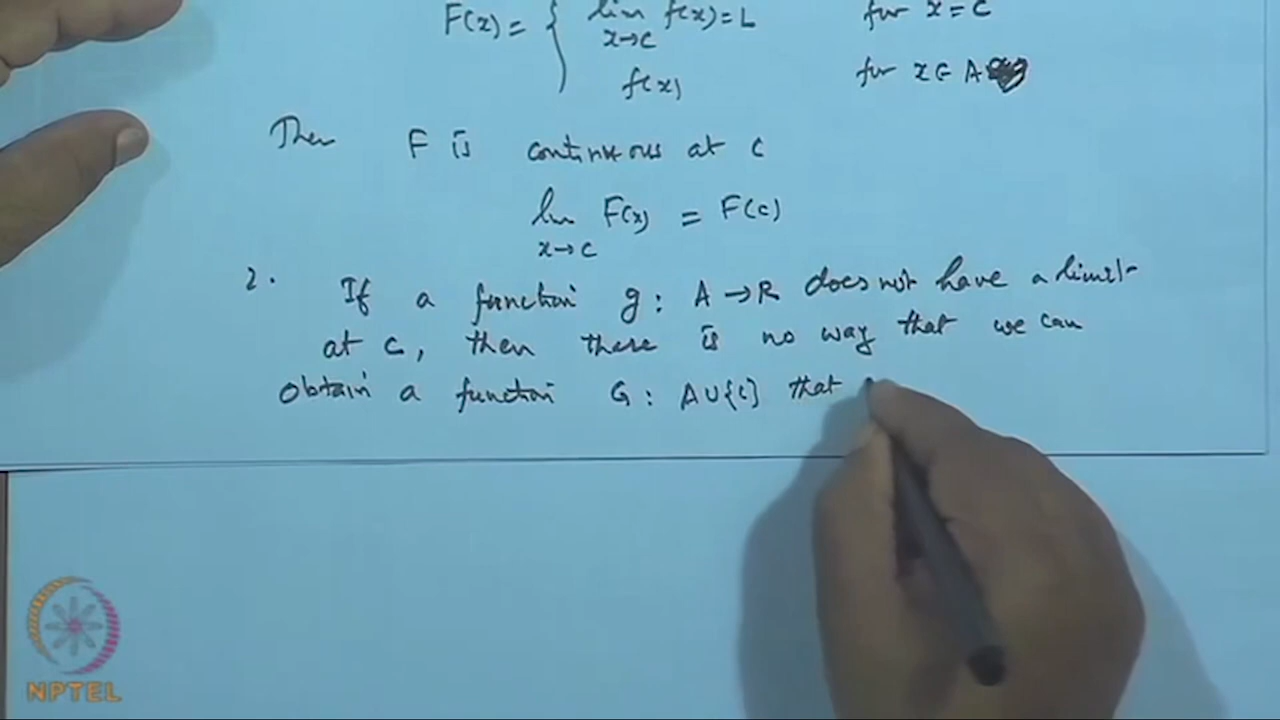 F(x) = { lim f(x) = L for x = c
x→c
f(x) for x ∈ A
Then F is continuous at c
lim F(x) = F(c)
x→c
2. If a function g : A → R does not have a limit
at c, then there is no way that we can
obtain a function G : A∪{c} that
NPTEL